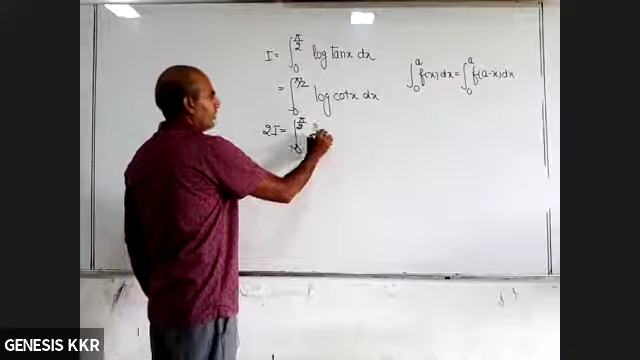 I = ∫₀^{π/2} log tanx dx
= ∫₀^{π/2} log cotx dx
2I = ∫₀^{π/2}
∫₀^a f(x) dx = ∫₀^a f(a-x) dx
GENESIS KKR